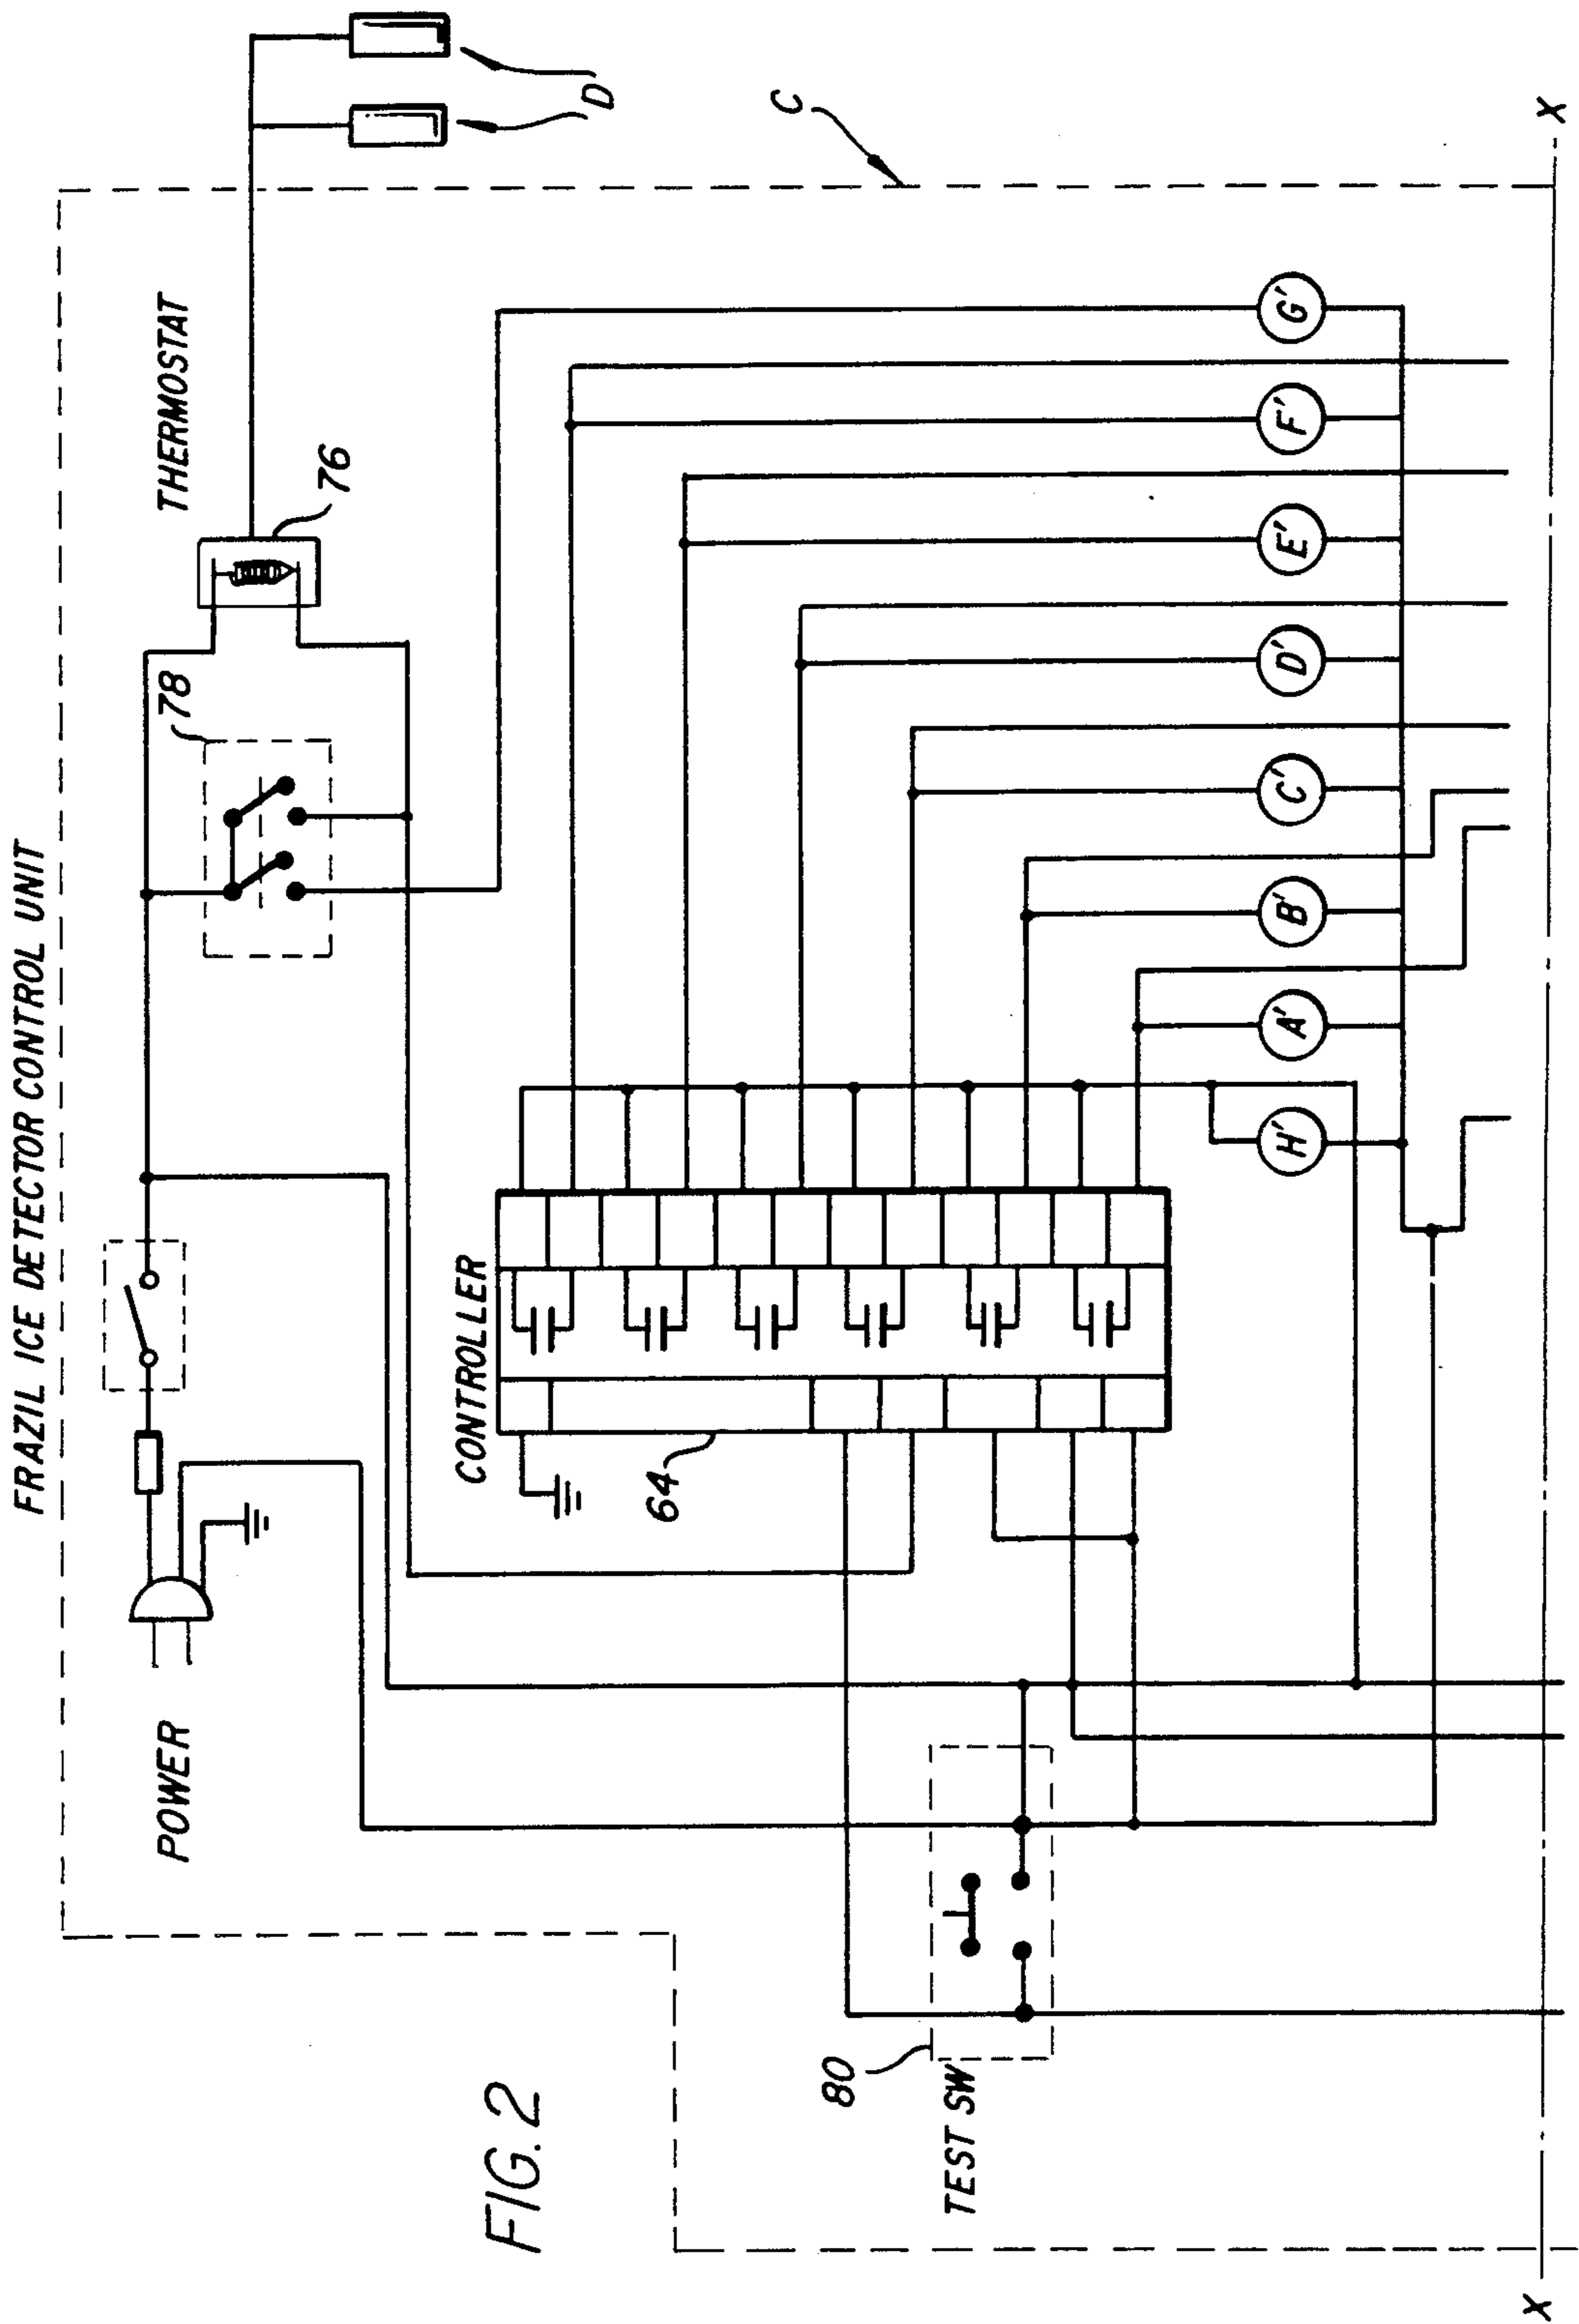 FRAZIL ICE DETECTOR CONTROL UNIT
POWER
THERMOSTAT
78
76
D
C
CONTROLLER
64
H'
A'
B'
C'
D'
E'
F'
G'
80
TEST SW
FIG. 2
X
X